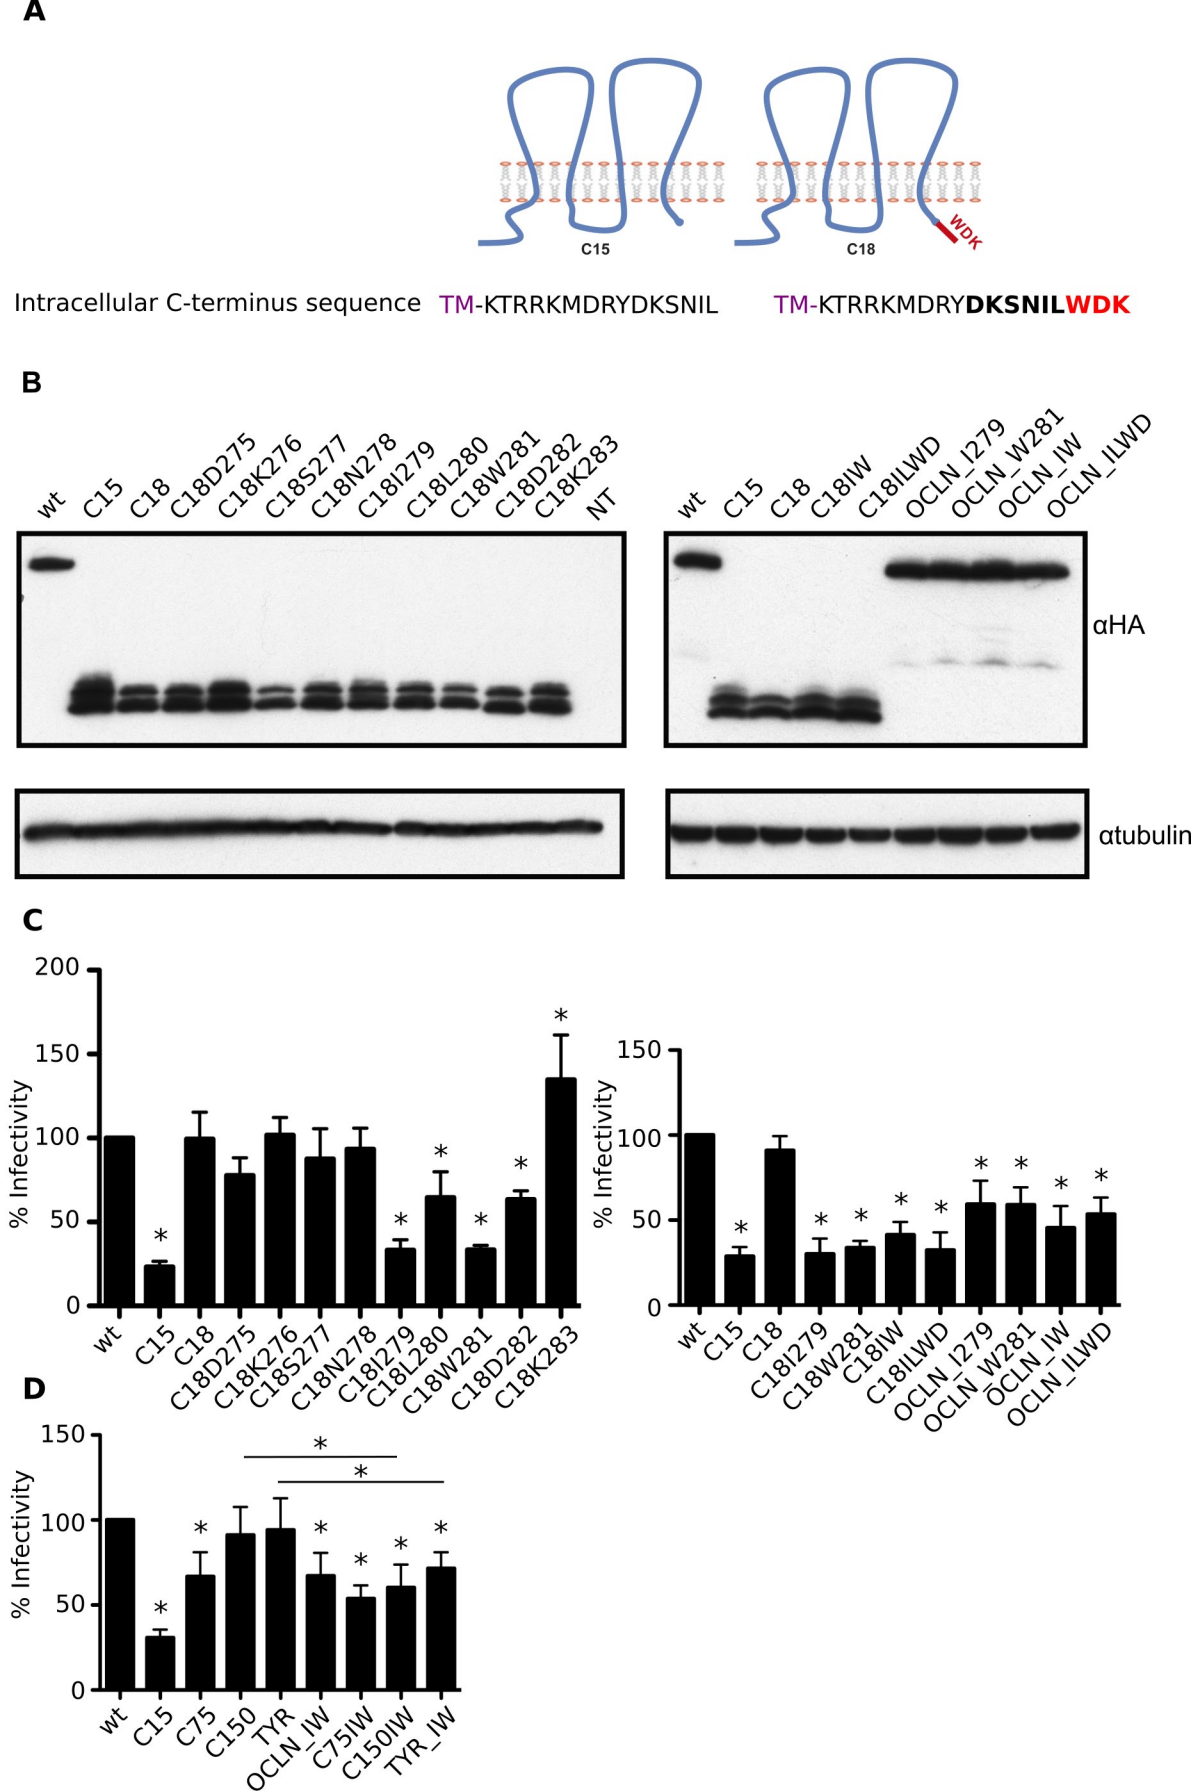 A
WDK
C15
C18
Intracellular C-terminus sequence
TM-KTRRKMDRYDKSNIL
TM-KTRRKMDRYDKSNILWDK
B
wt
C15
C18
C18D275
C18K276
C18S277
C18N278
C18I279
C18L280
C18W281
C18D282
C18K283
NT
wt
C15
C18
C18IW
C18ILWD
OCLN_I279
OCLN_W281
OCLN_IW
OCLN_ILWD
αHA
αtubulin
C
% Infectivity
200
150
100
50
0
*
*
*
*
*
*
wt
C15
C18
C18D275
C18K276
C18S277
C18N278
C18I279
C18L280
C18W281
C18D282
C18K283
% Infectivity
150
100
50
0
*
*
*
*
*
*
*
*
*
wt
C15
C18
C18I279
C18W281
C18IW
C18ILWD
OCLN_I279
OCLN_W281
OCLN_IW
OCLN_ILWD
D
% Infectivity
150
100
50
0
*
*
*
*
*
*
*
*
wt
C15
C75
C150
TYR
OCLN_IW
C75IW
C150IW
TYR_IW